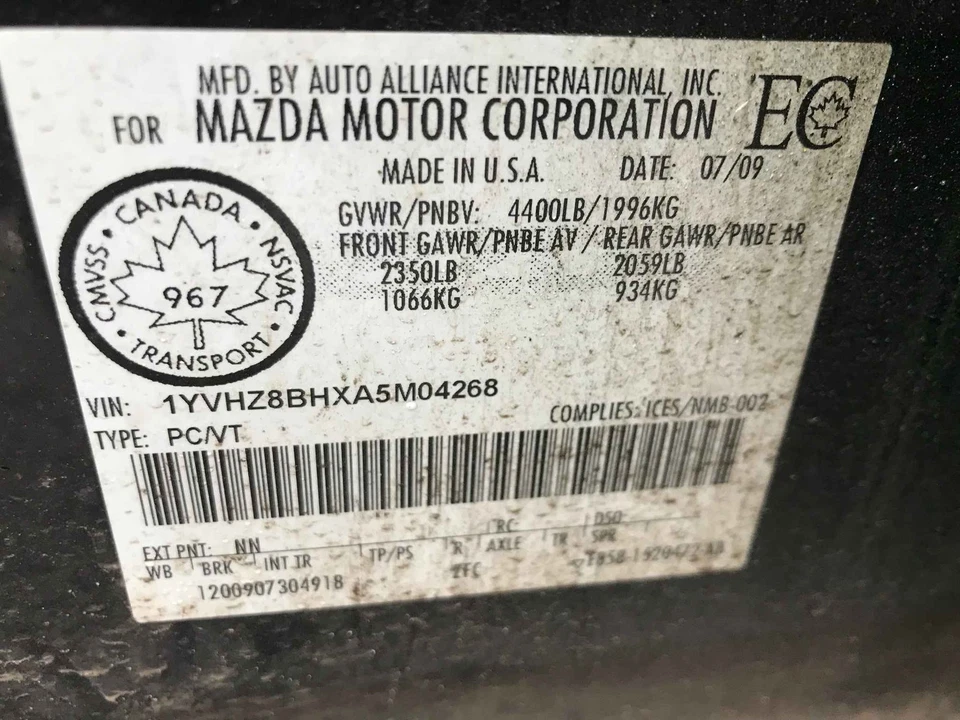 MFD. BY AUTO ALLIANCE INTERNATIONAL, INC.
FOR MAZDA MOTOR CORPORATION
EC
MADE IN U.S.A. DATE: 07/09
GVWR/PNBV: 4400LB/1996KG
FRONT GAWR/PNBE AV / REAR GAWR/PNBE AR
2350LB 2059LB
1066KG 934KG
CANADA
CMVSS • NSVAC
967
TRANSPORT
VIN: 1YVHZ8BHXA5M04268
COMPLIES: ICES/NMB-002
TYPE: PC/VT
EXT PNT: NN RC DSO
WB BRK INT TR TP/PS R AXLE TR SPR
1200907304918